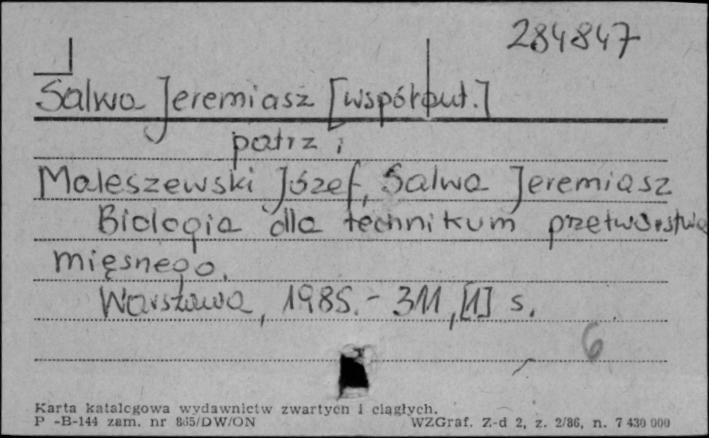 284847
Salwa Jeremiasz [współaut.]
patrz:
Maleszewski Józef, Salwa Jeremiasz
Biologia dla technikum przetwórstwa
mięsnego.
Warszawa, 1985. - 311, [1] s.
6
Karta katalogowa wydawnictw zwartych i ciągłych.
P -B-144 zam. nr 865/DW/ON WZGraf. Z-d 2, z. 2/86, n. 7 430 000